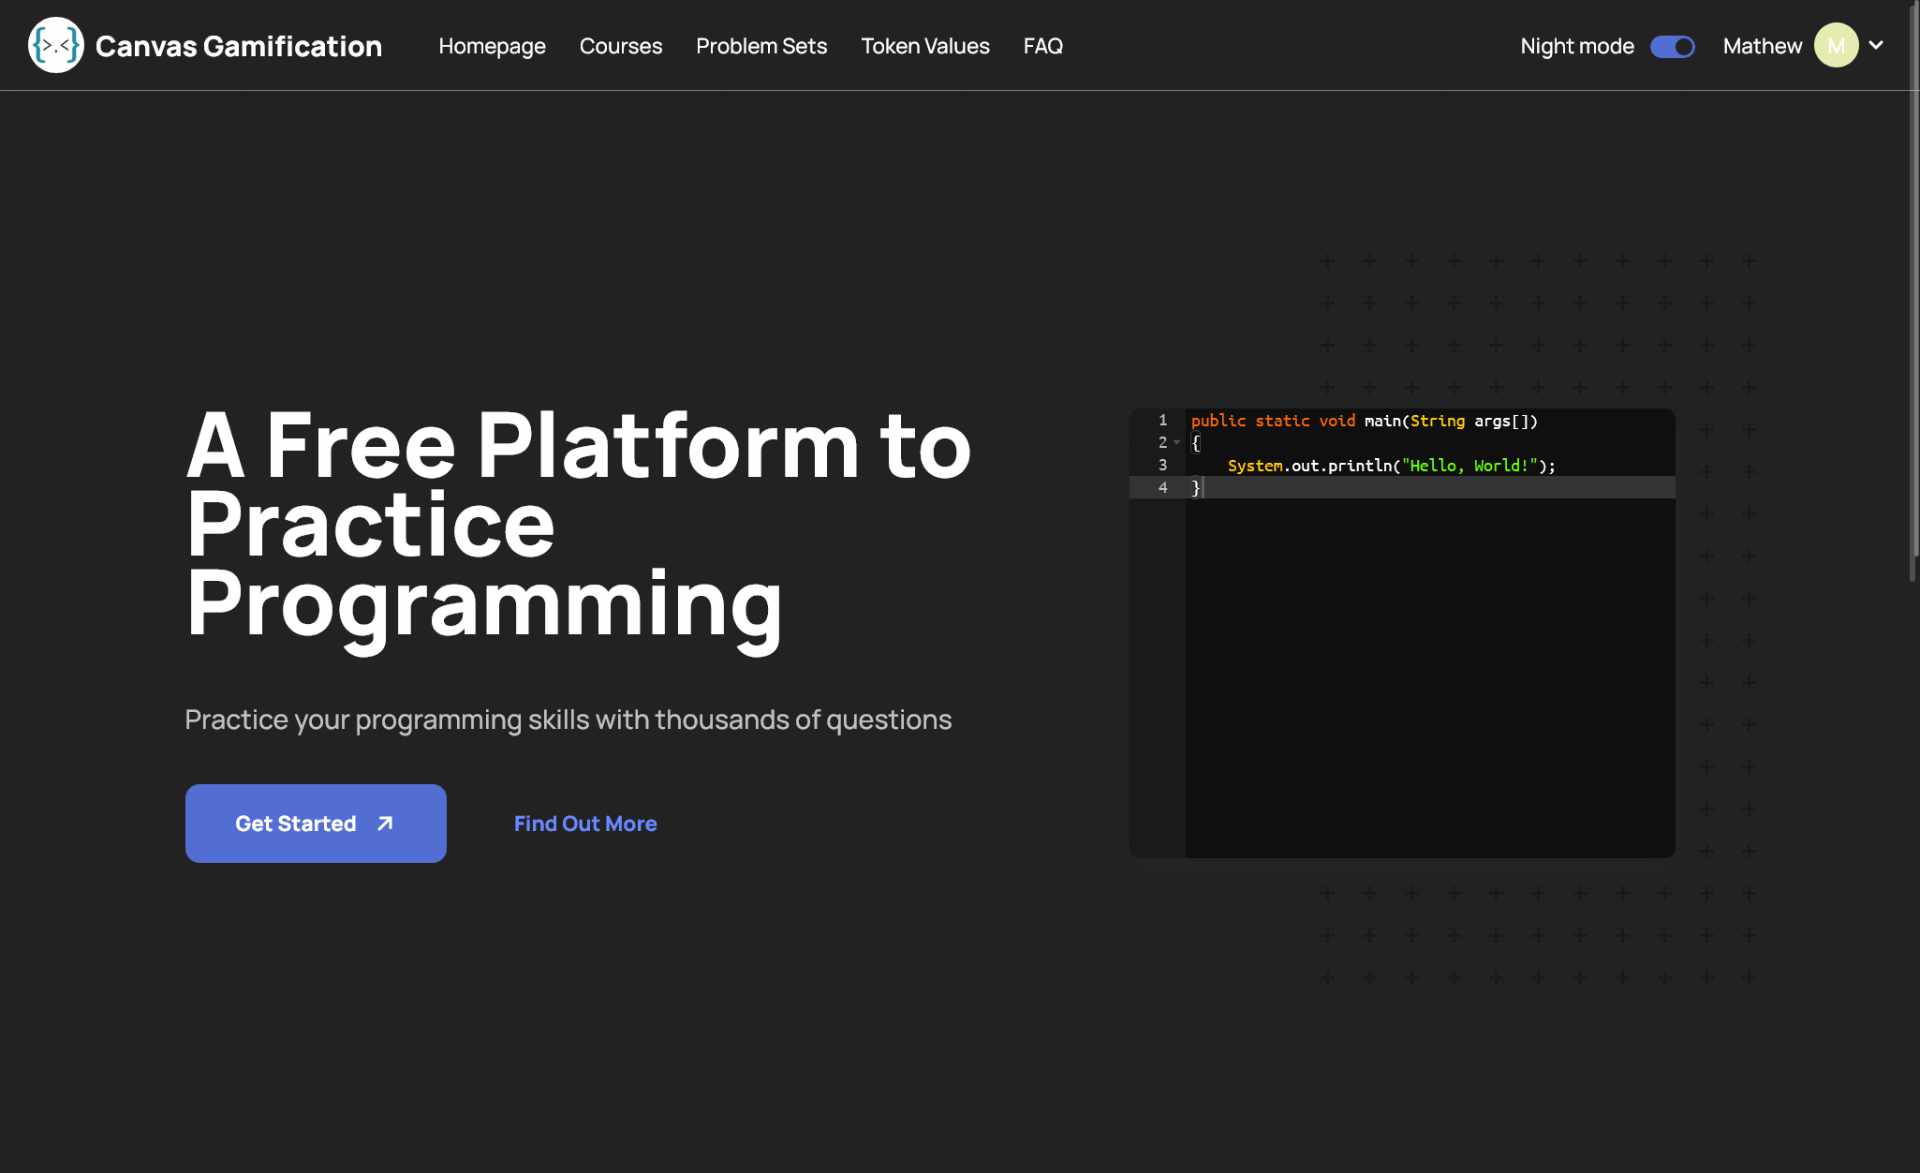 {>.<} Canvas Gamification Homepage Courses Problem Sets Token Values FAQ Night mode Mathew M
A Free Platform to
Practice
Programming
Practice your programming skills with thousands of questions
Get Started Find Out More
1 public static void main(String args[])
2 {
3     System.out.println("Hello, World!");
4 }